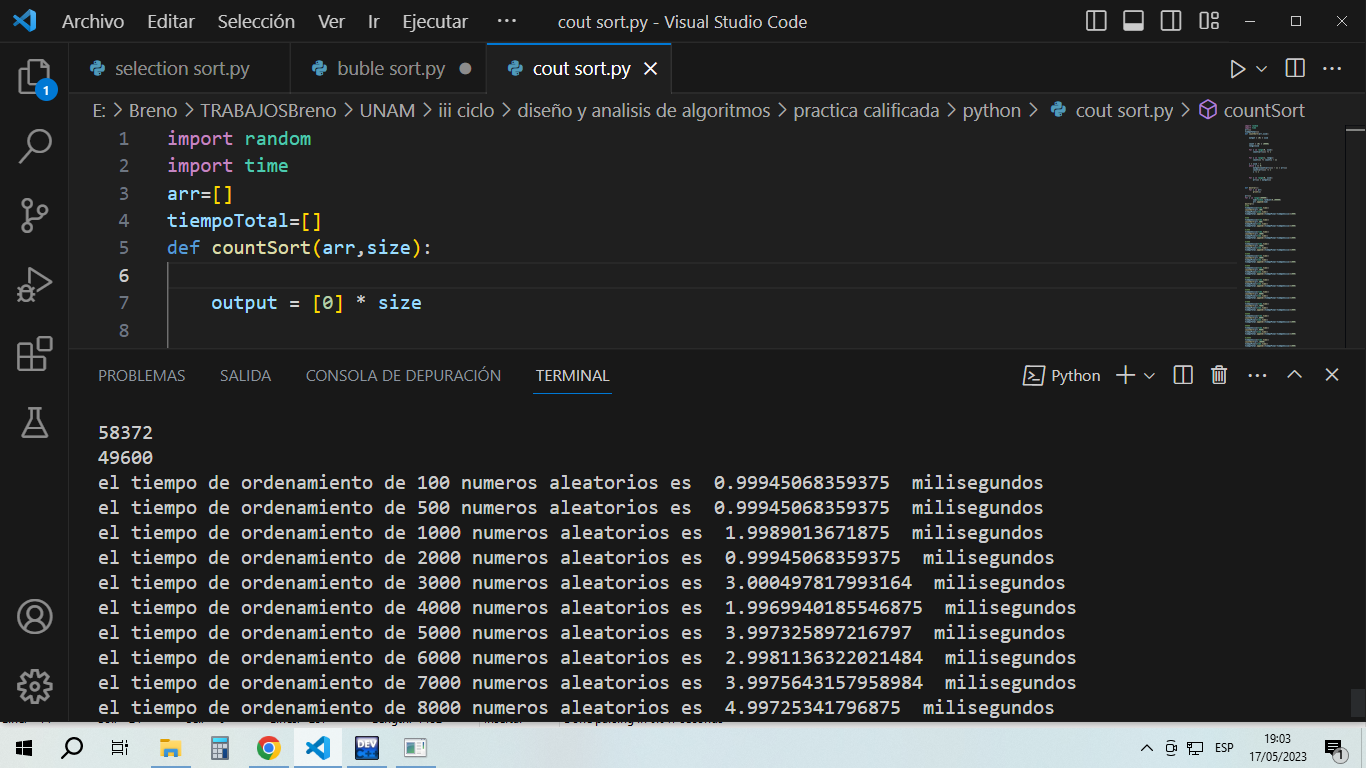 Archivo Editar Selección Ver Ir Ejecutar ··· cout sort.py - Visual Studio Code
selection sort.py buble sort.py cout sort.py
E: > Breno > TRABAJOSBreno > UNAM > iii ciclo > diseño y analisis de algoritmos > practica calificada > python > cout sort.py > countSort
1 import random
2 import time
3 arr=[]
4 tiempoTotal=[]
5 def countSort(arr,size):
6
7 output = [0] * size
8
1
PROBLEMAS SALIDA CONSOLA DE DEPURACIÓN TERMINAL Python
58372
49600
el tiempo de ordenamiento de 100 numeros aleatorios es  0.99945068359375  milisegundos
el tiempo de ordenamiento de 500 numeros aleatorios es  0.99945068359375  milisegundos
el tiempo de ordenamiento de 1000 numeros aleatorios es  1.9989013671875  milisegundos
el tiempo de ordenamiento de 2000 numeros aleatorios es  0.99945068359375  milisegundos
el tiempo de ordenamiento de 3000 numeros aleatorios es  3.000497817993164  milisegundos
el tiempo de ordenamiento de 4000 numeros aleatorios es  1.9969940185546875  milisegundos
el tiempo de ordenamiento de 5000 numeros aleatorios es  3.997325897216797  milisegundos
el tiempo de ordenamiento de 6000 numeros aleatorios es  2.9981136322021484  milisegundos
el tiempo de ordenamiento de 7000 numeros aleatorios es  3.9975643157958984  milisegundos
el tiempo de ordenamiento de 8000 numeros aleatorios es  4.99725341796875  milisegundos
DEV
ESP
19:03
17/05/2023
1